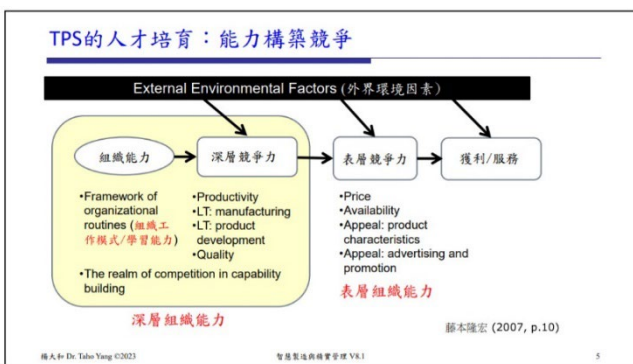 TPS的人才培育：能力構築競爭
External Environmental Factors (外界環境因素)
組織能力
深層競爭力
表層競爭力
獲利/服務
•Framework of
organizational
routines (組織工
作模式/學習能力)
•Productivity
•LT: manufacturing
•LT: product
development
•Quality
•The realm of competition in capability
building
•Price
•Availability
•Appeal: product
characteristics
•Appeal: advertising and
promotion
深層組織能力
表層組織能力
藤本隆宏 (2007, p.10)
楊大和 Dr. Taho Yang ©2023
智慧製造與精實管理 V8.1
5